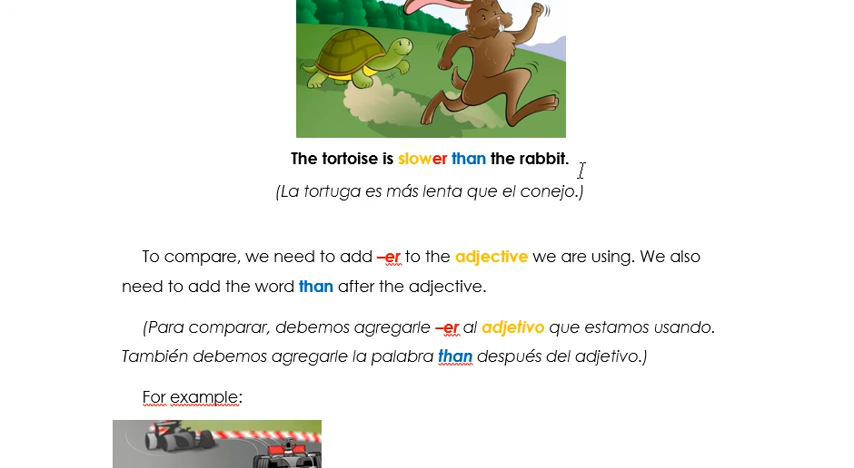 The tortoise is slower than the rabbit.
(La tortuga es más lenta que el conejo.)
To compare, we need to add –er to the adjective we are using. We also
need to add the word than after the adjective.
(Para comparar, debemos agregarle –er al adjetivo que estamos usando.
También debemos agregarle la palabra than después del adjetivo.)
For example: